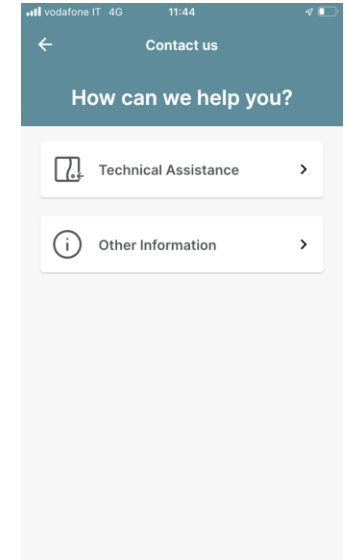 vodafone IT 4G 11:44
Contact us
How can we help you?
Technical Assistance
Other Information